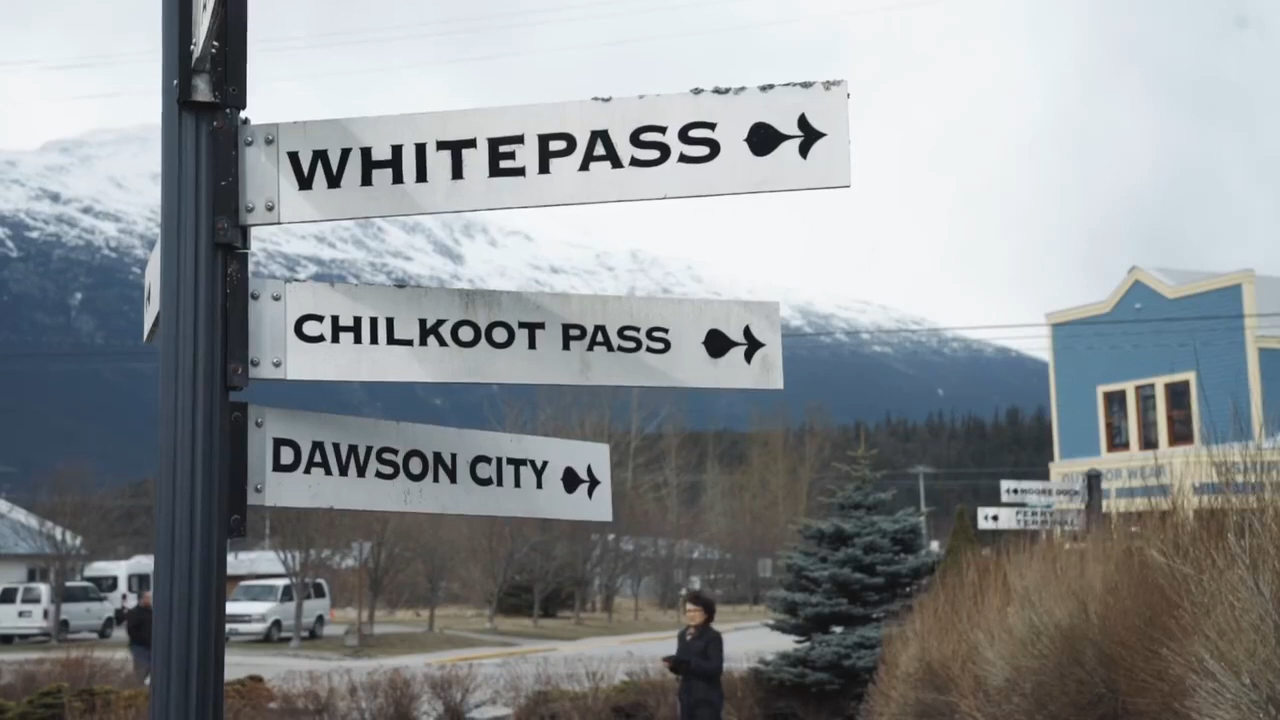 WHITEPASS
CHILKOOT PASS
DAWSON CITY
MOORE DOCK
FERRY
TERMINAL